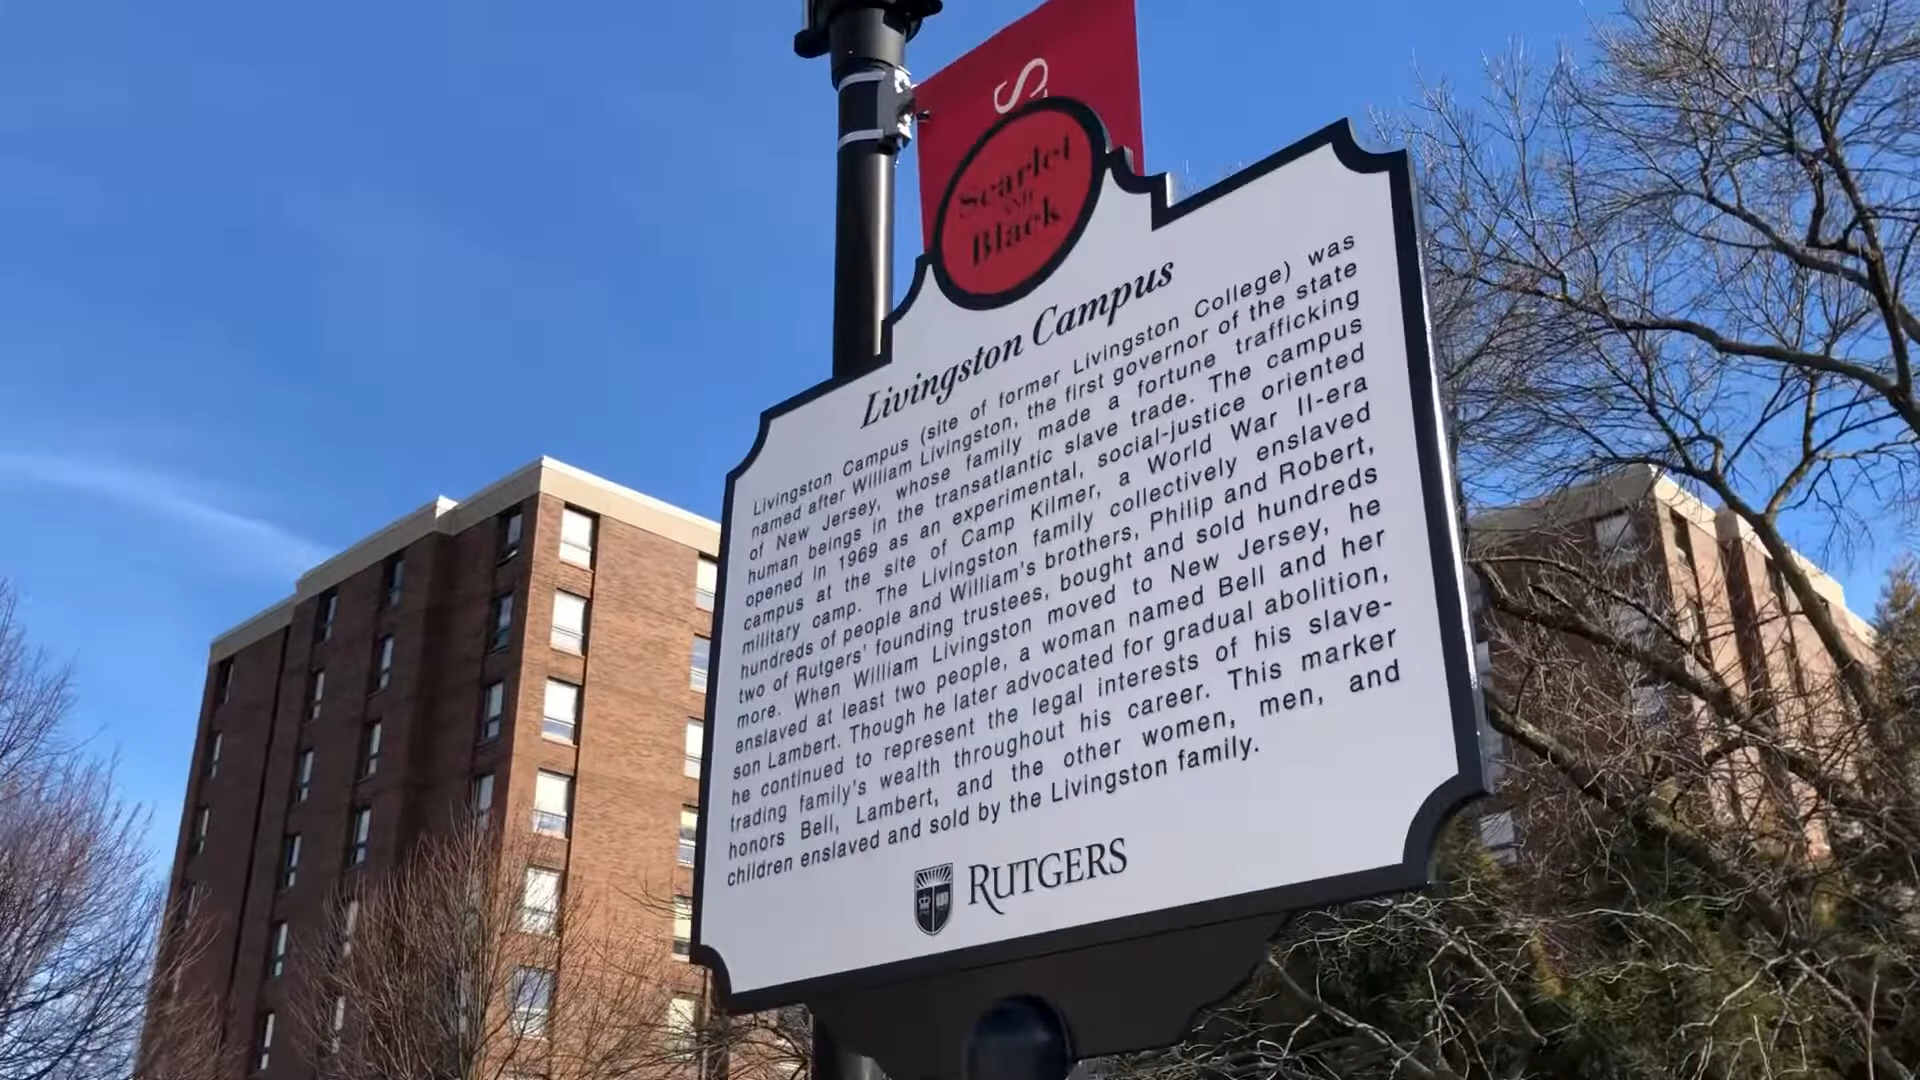 S
Scarlet
AND
Black
Livingston Campus
Livingston Campus (site of former Livingston College) was
named after William Livingston, the first governor of the state
of New Jersey, whose family made a fortune trafficking
human beings in the transatlantic slave trade. The campus
opened in 1969 as an experimental, social-justice oriented
campus at the site of Camp Kilmer, a World War II-era
military camp. The Livingston family collectively enslaved
hundreds of people and William's brothers, Philip and Robert,
two of Rutgers' founding trustees, bought and sold hundreds
more. When William Livingston moved to New Jersey, he
enslaved at least two people, a woman named Bell and her
son Lambert. Though he later advocated for gradual abolition,
he continued to represent the legal interests of his slave-
trading family's wealth throughout his career. This marker
honors Bell, Lambert, and the other women, men, and
children enslaved and sold by the Livingston family.
RUTGERS